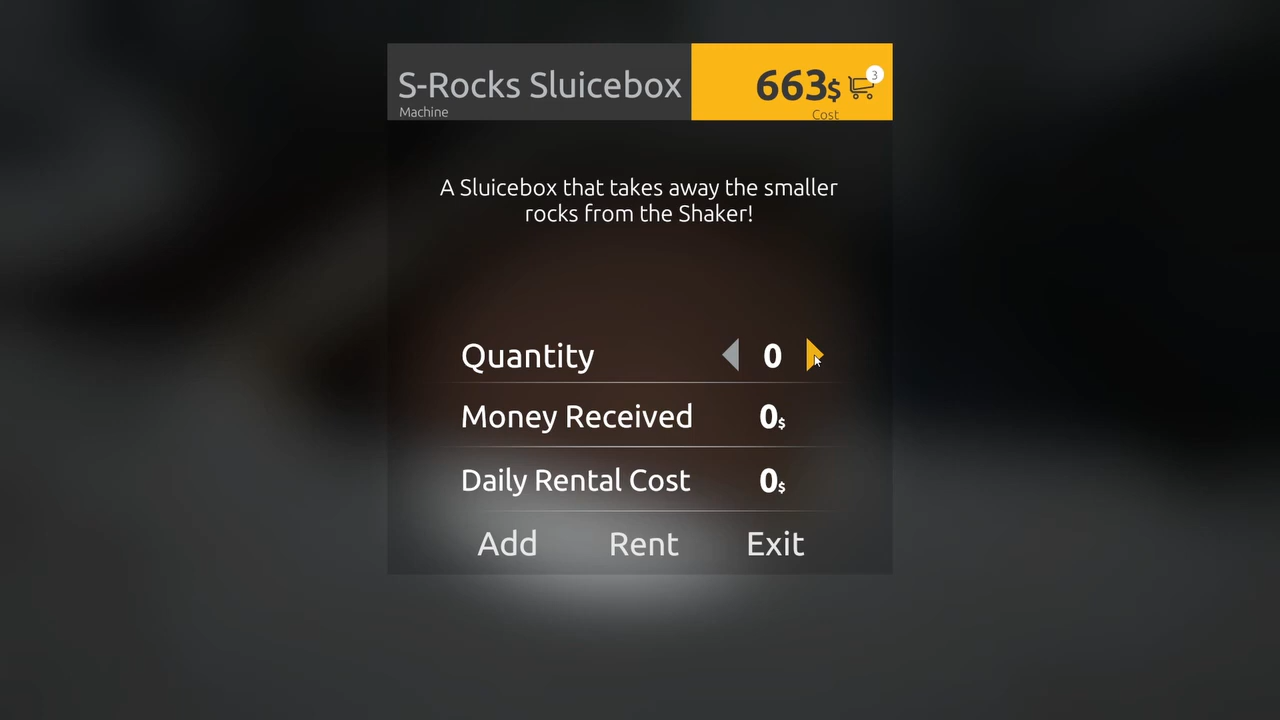 S-Rocks Sluicebox
Machine
663$
3
Cost
A Sluicebox that takes away the smaller
rocks from the Shaker!
Quantity 0
Money Received 0$
Daily Rental Cost 0$
Add Rent Exit